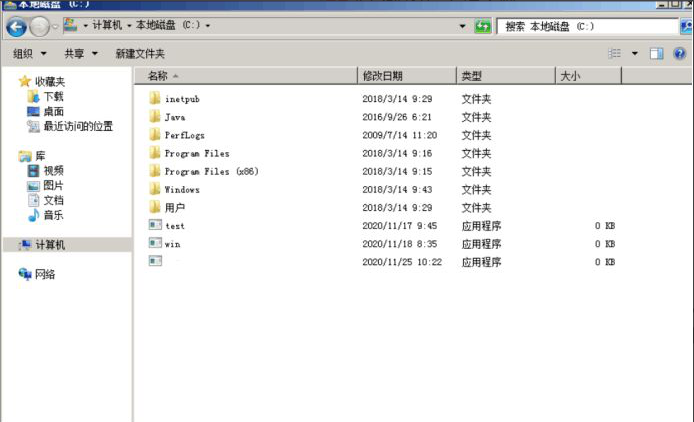 本地磁盘 (C:)
计算机 本地磁盘 (C:)
搜索 本地磁盘 (C:)
组织 共享 新建文件夹
收藏夹
下载
桌面
最近访问的位置
库
视频
图片
文档
音乐
计算机
网络
名称 修改日期 类型 大小
inetpub 2018/3/14 9:29 文件夹
Java 2016/9/26 6:21 文件夹
PerfLogs 2009/7/14 11:20 文件夹
Program Files 2018/3/14 9:16 文件夹
Program Files (x86) 2018/3/14 9:15 文件夹
Windows 2018/3/14 9:43 文件夹
用户 2018/3/14 9:29 文件夹
test 2020/11/17 9:45 应用程序 0 KB
win 2020/11/18 8:35 应用程序 0 KB
2020/11/25 10:22 应用程序 0 KB